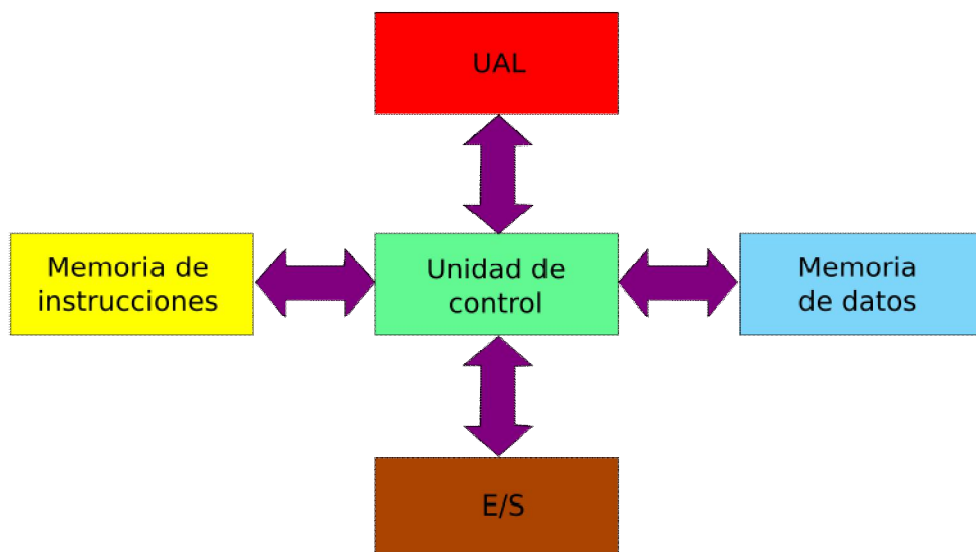 UAL
Memoria de
instrucciones
Unidad de
control
Memoria
de datos
E/S